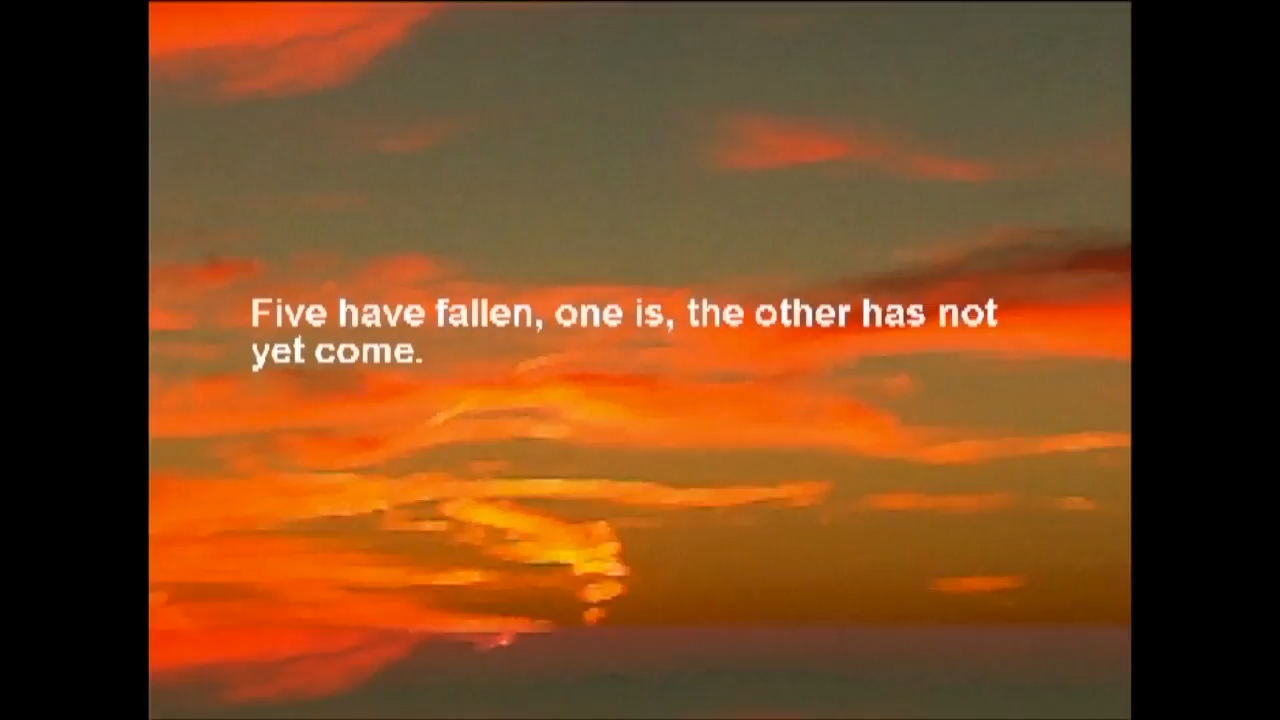 Five have fallen, one is, the other has not
yet come.